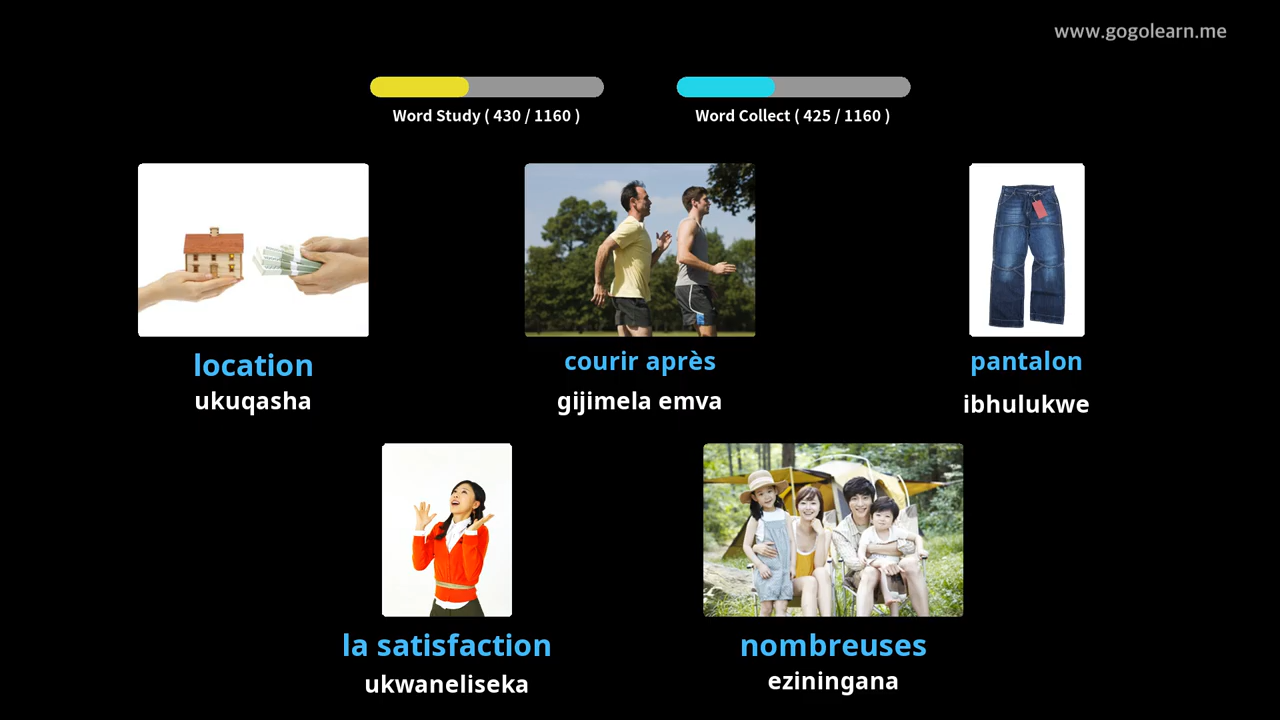 www.gogolearn.me
Word Study ( 430 / 1160 )
Word Collect ( 425 / 1160 )
location
ukuqasha
courir après
gijimela emva
pantalon
ibhulukwe
la satisfaction
ukwaneliseka
nombreuses
eziningana